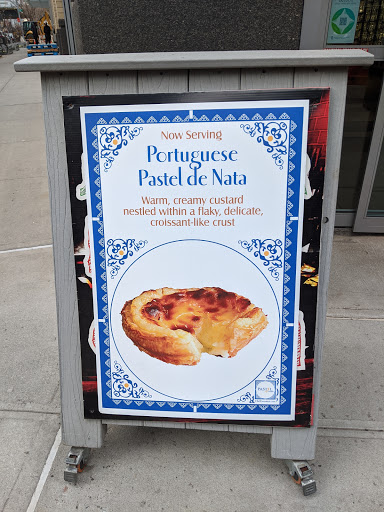 Now Serving
Portuguese
Pastel de Nata
Warm, creamy custard
nestled within a flaky, delicate,
croissant-like crust